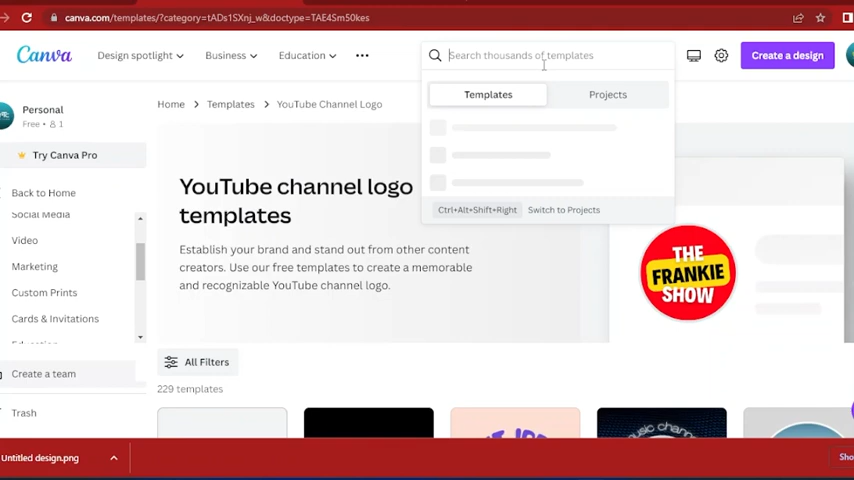 canva.com/templates/?category=tADs1SXnj_w&doctype=TAE4Sm50kes
Canva
Design spotlight
Business
Education
Search thousands of templates
Create a design
Templates
Projects
Ctrl+Alt+Shift+Right
Switch to Projects
Personal
Free • 1
Try Canva Pro
Back to Home
Social Media
Video
Marketing
Custom Prints
Cards & Invitations
Create a team
Trash
Home
Templates
YouTube Channel Logo
YouTube channel logo
templates
Establish your brand and stand out from other content
creators. Use our free templates to create a memorable
and recognizable YouTube channel logo.
THE
FRANKIE
SHOW
All Filters
229 templates
music channel
Untitled design.png
Sho